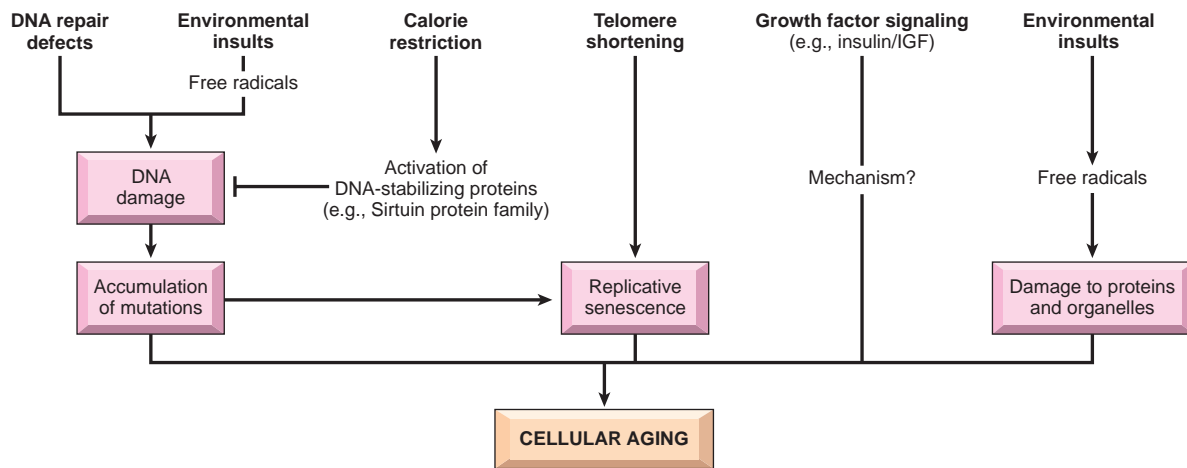 DNA repair
defects
Environmental
insults
Calorie
restriction
Telomere
shortening
Growth factor signaling
(e.g., insulin/IGF)
Environmental
insults
Free radicals
DNA
damage
Activation of
DNA-stabilizing proteins
(e.g., Sirtuin protein family)
Mechanism?
Free radicals
Accumulation
of mutations
Replicative
senescence
Damage to proteins
and organelles
CELLULAR AGING